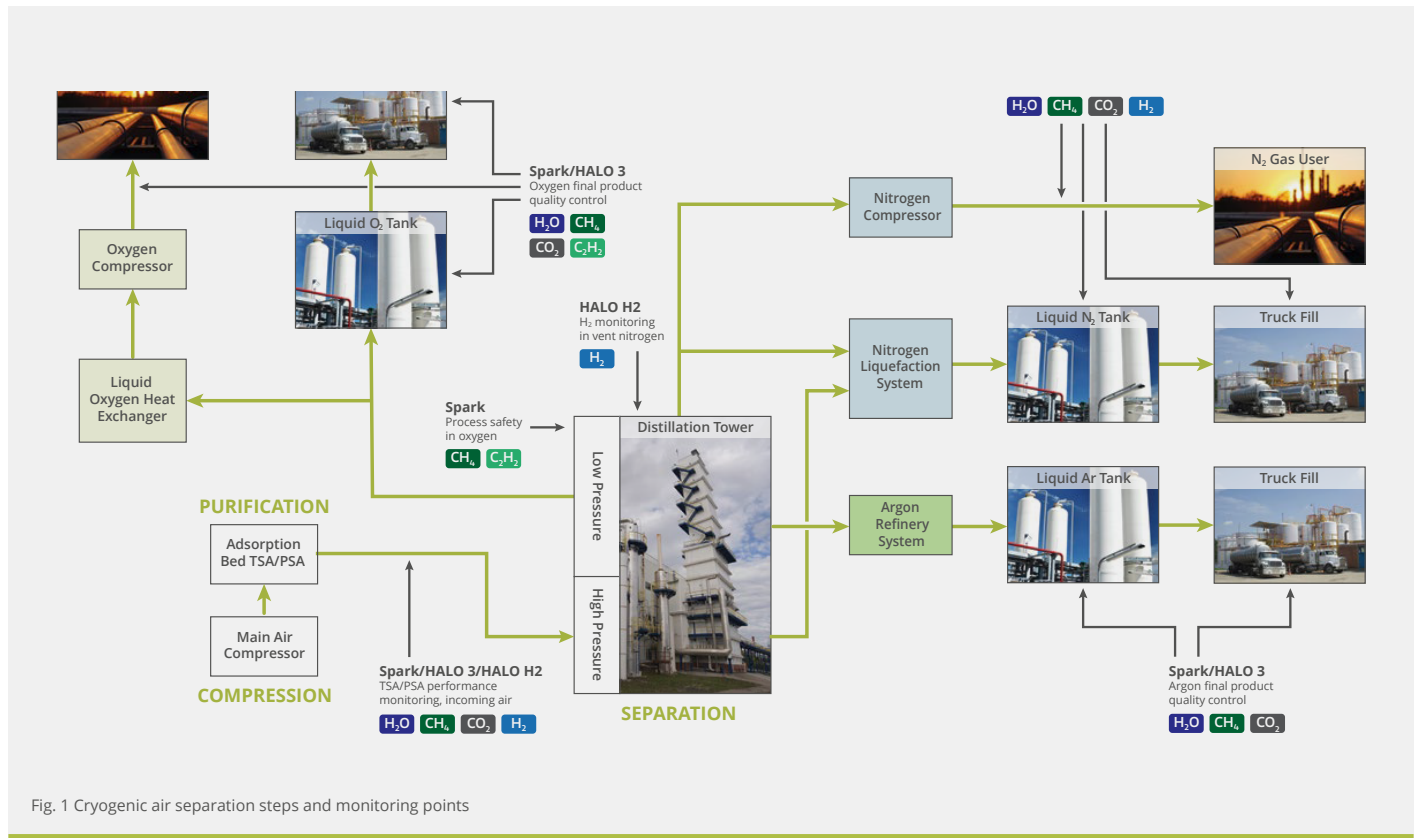 H₂O CH₄ CO₂ H₂
Spark/HALO 3
Oxygen final product
quality control
H₂O CH₄
CO₂ C₂H₂
N₂ Gas User
Nitrogen
Compressor
Liquid O₂ Tank
Oxygen
Compressor
HALO H2
H₂ monitoring
in vent nitrogen
H₂
Liquid N₂ Tank
Truck Fill
Nitrogen
Liquefaction
System
Liquid
Oxygen Heat
Exchanger
Spark
Process safety
in oxygen
CH₄ C₂H₂
Distillation Tower
Low Pressure
High Pressure
Liquid Ar Tank
Truck Fill
Argon
Refinery
System
PURIFICATION
Adsorption
Bed TSA/PSA
Main Air
Compressor
COMPRESSION
Spark/HALO 3/HALO H2
TSA/PSA performance
monitoring, incoming air
H₂O CH₄ CO₂ H₂
SEPARATION
Spark/HALO 3
Argon final product
quality control
H₂O CH₄ CO₂
Fig. 1 Cryogenic air separation steps and monitoring points